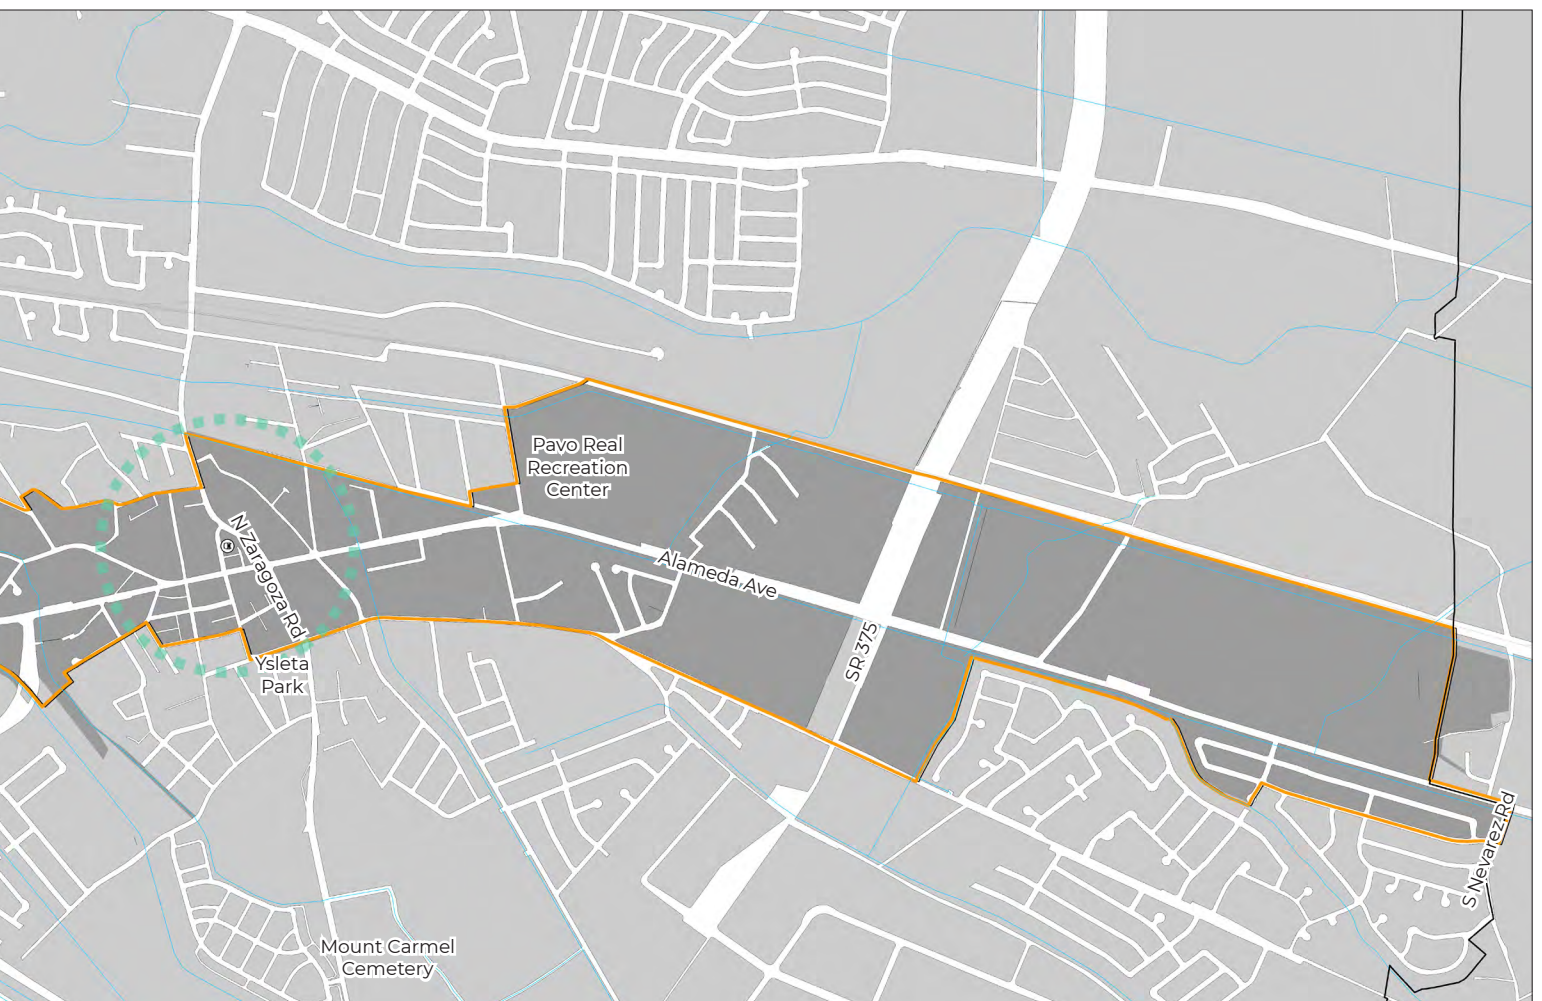 Pavo Real
Recreation
Center
N Zaragoza Rd
Alameda Ave
SR 375
Ysleta
Park
S Nevarez Rd
Mount Carmel
Cemetery